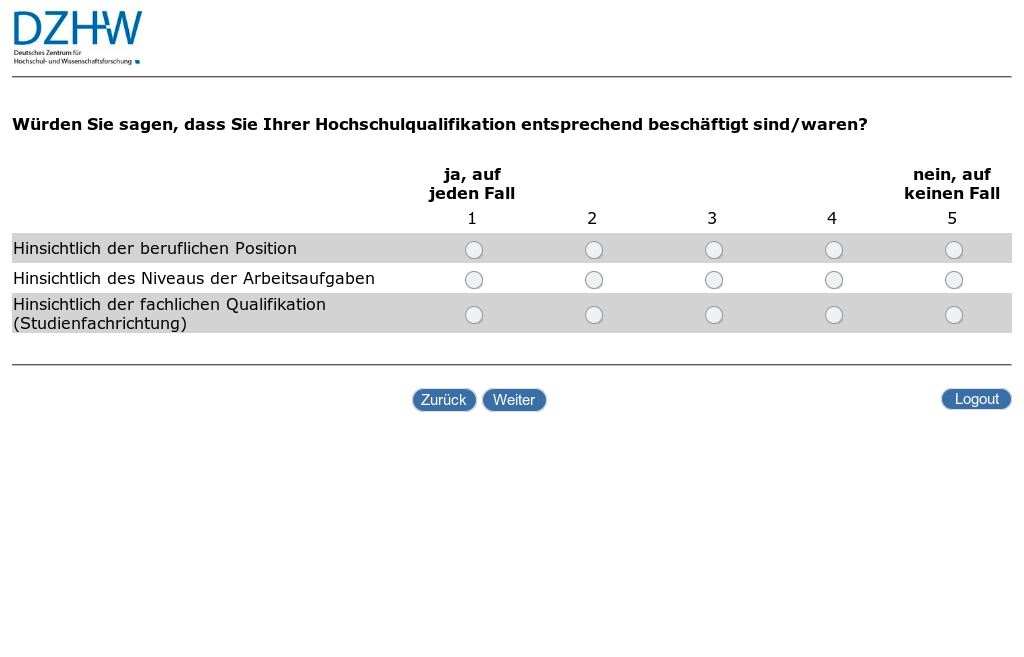 DZHW
Deutsches Zentrum für
Hochschul- und Wissenschaftsforschung
Würden Sie sagen, dass Sie Ihrer Hochschulqualifikation entsprechend beschäftigt sind/waren?
ja, auf
jeden Fall
nein, auf
keinen Fall
1 2 3 4 5
Hinsichtlich der beruflichen Position
Hinsichtlich des Niveaus der Arbeitsaufgaben
Hinsichtlich der fachlichen Qualifikation
(Studienfachrichtung)
Zurück Weiter Logout